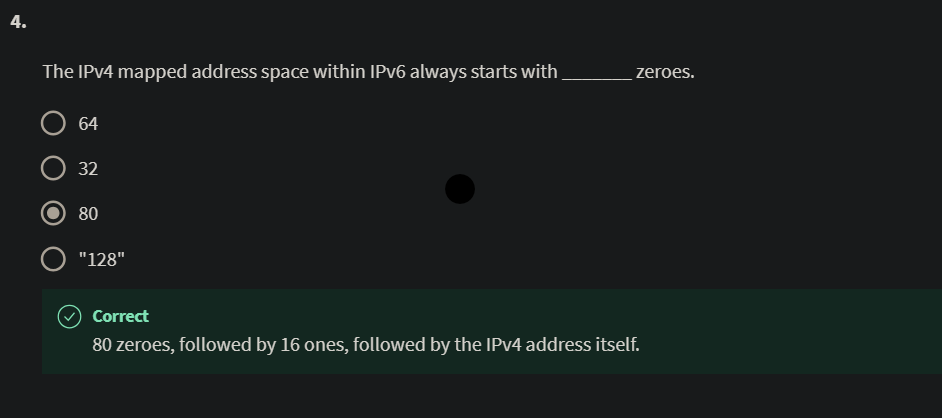 4.
The IPv4 mapped address space within IPv6 always starts with _______ zeroes.
64
32
80
"128"
Correct
80 zeroes, followed by 16 ones, followed by the IPv4 address itself.